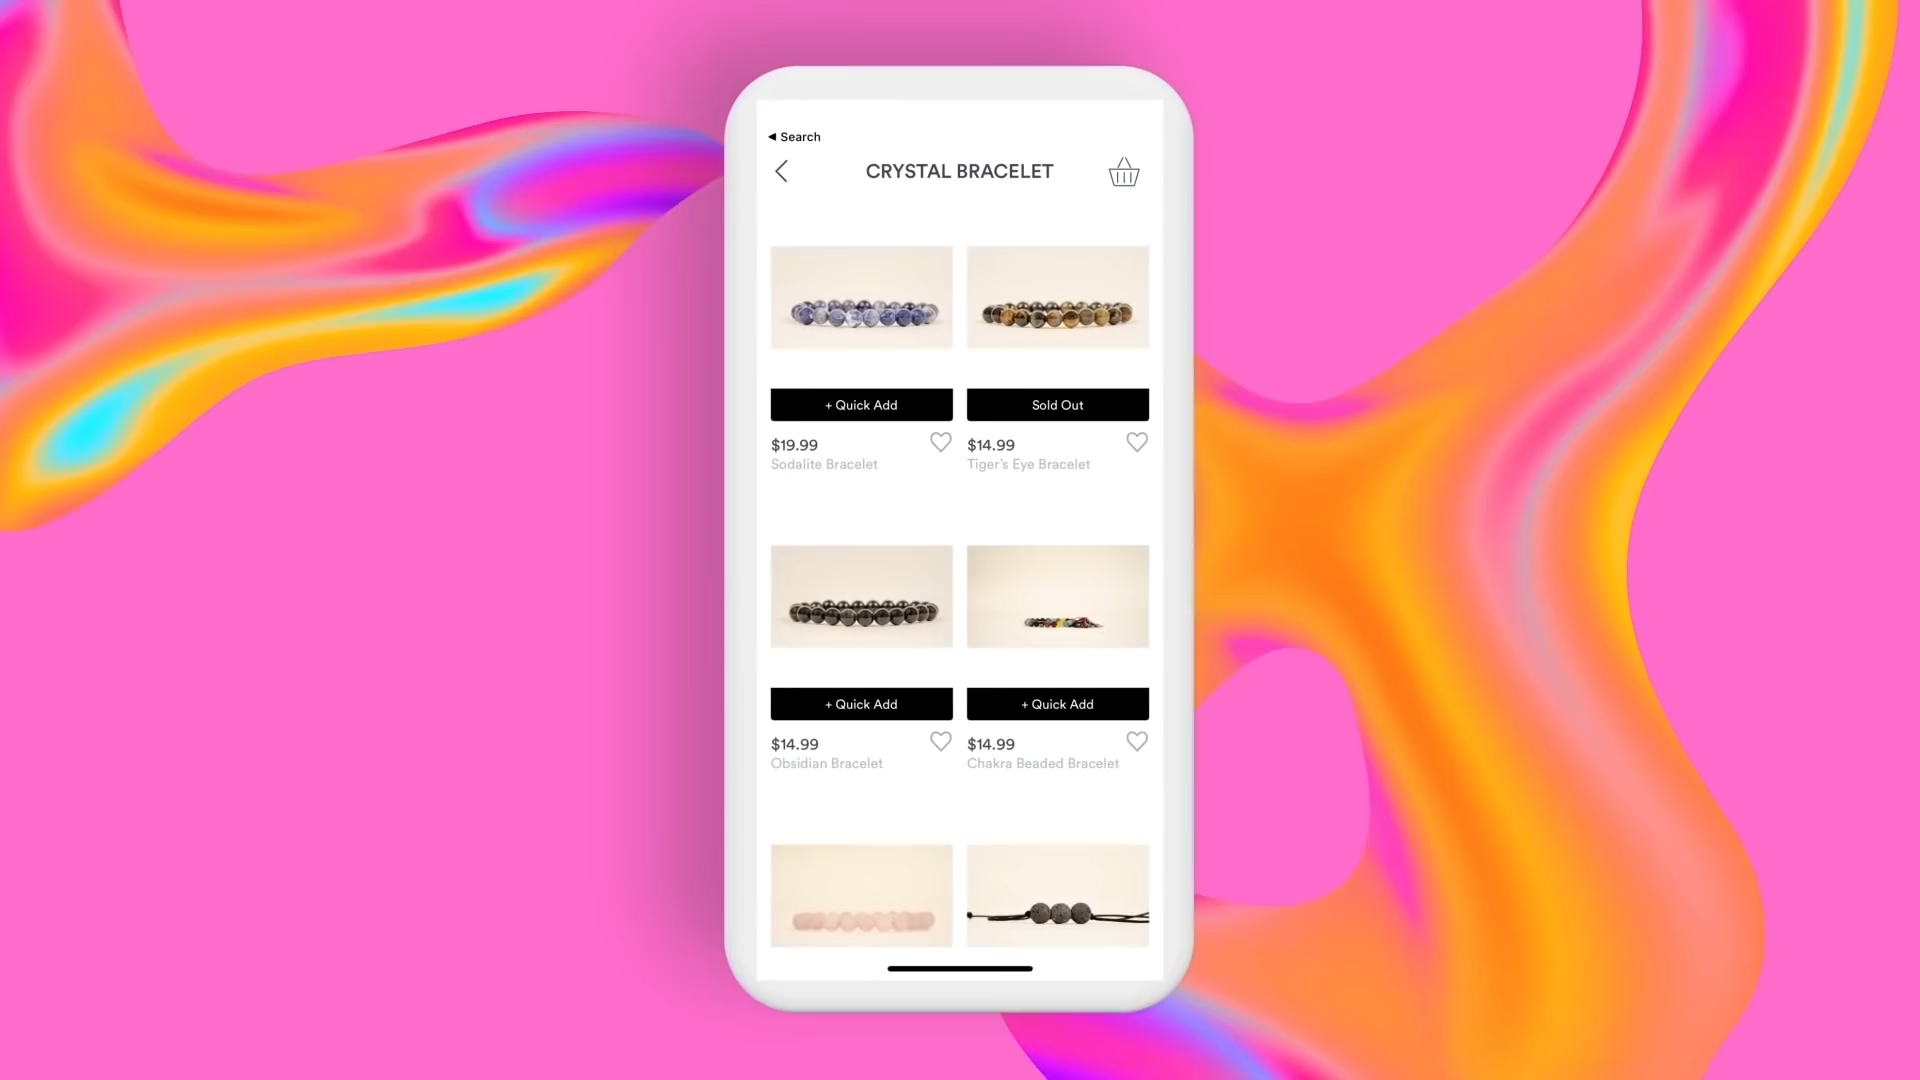 ◀ Search
CRYSTAL BRACELET
+ Quick Add
Sold Out
$19.99
Sodalite Bracelet
$14.99
Tiger's Eye Bracelet
+ Quick Add
+ Quick Add
$14.99
Obsidian Bracelet
$14.99
Chakra Beaded Bracelet